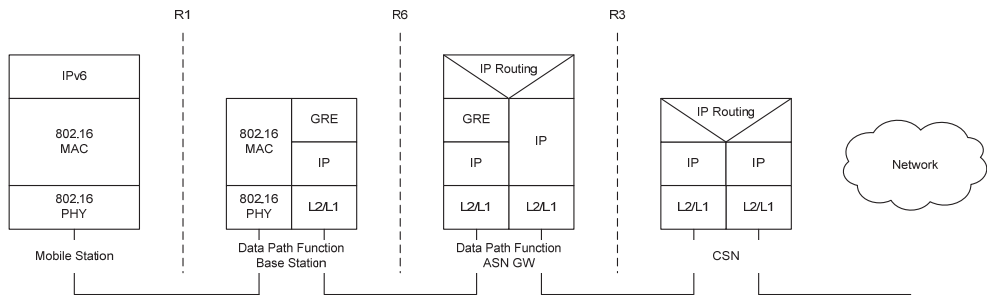 R1
R6
R3
IPv6
802.16
MAC
802.16
PHY
Mobile Station
802.16
MAC
GRE
IP
802.16
PHY
L2/L1
Data Path Function
Base Station
IP Routing
GRE
IP
IP
L2/L1
L2/L1
Data Path Function
ASN GW
IP Routing
IP
IP
L2/L1
L2/L1
CSN
Network